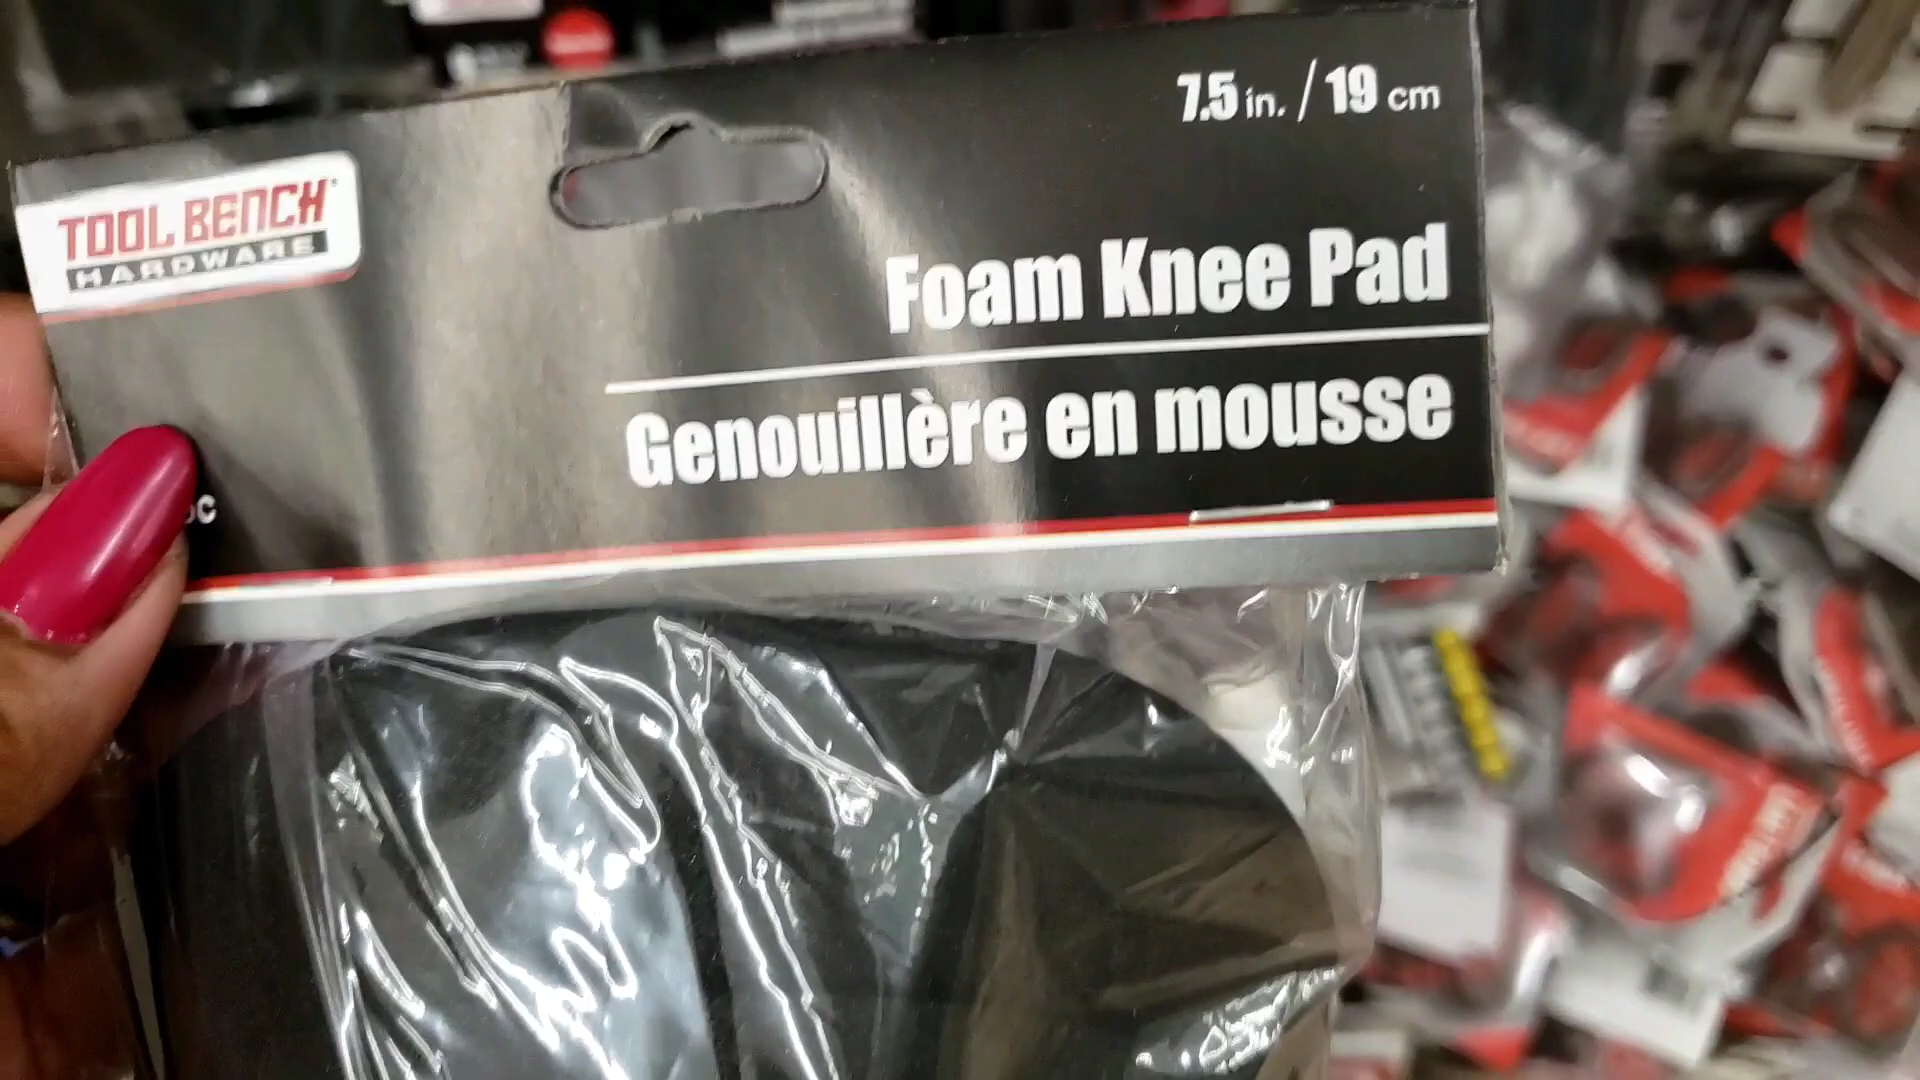 7.5 in. / 19 cm
TOOL BENCH
HARDWARE
Foam Knee Pad
Genouillère en mousse